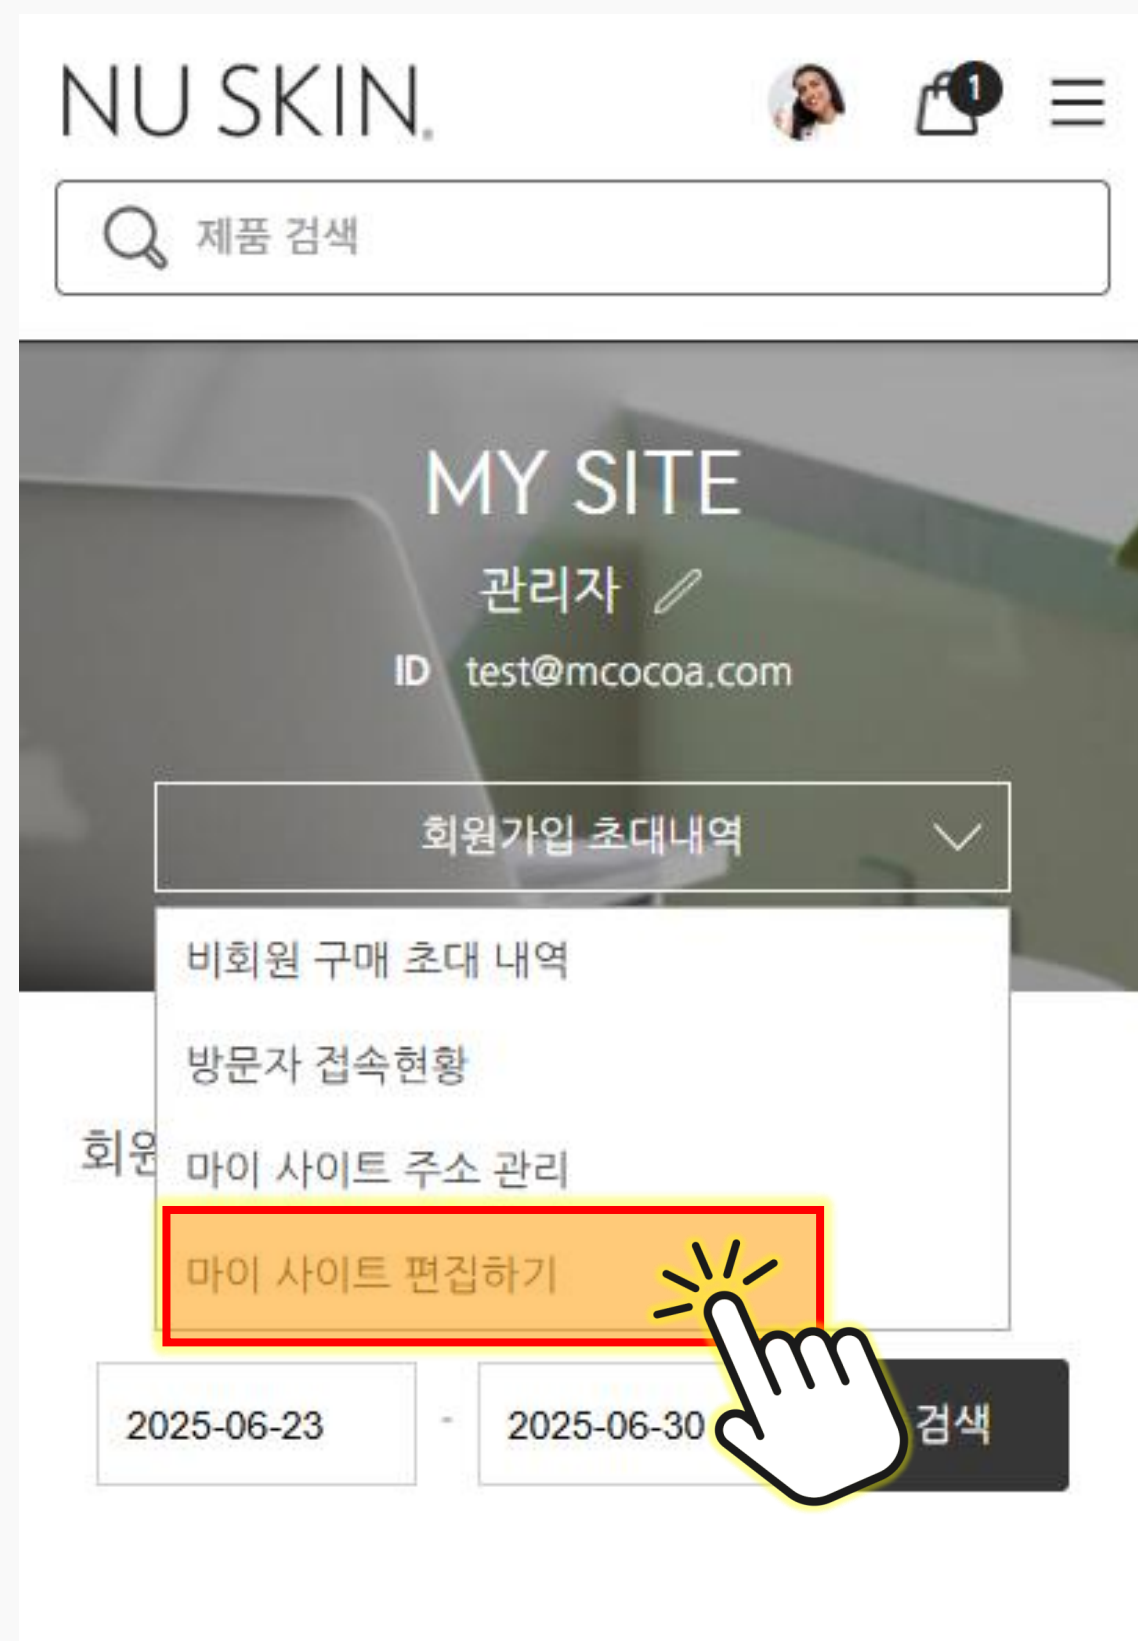 NU SKIN.
1
제품 검색
MY SITE
관리자
ID test@mcocoa.com
회원가입 초대내역
비회원 구매 초대 내역
방문자 접속현황
회원
마이 사이트 주소 관리
마이 사이트 편집하기
2025-06-23 - 2025-06-30 검색